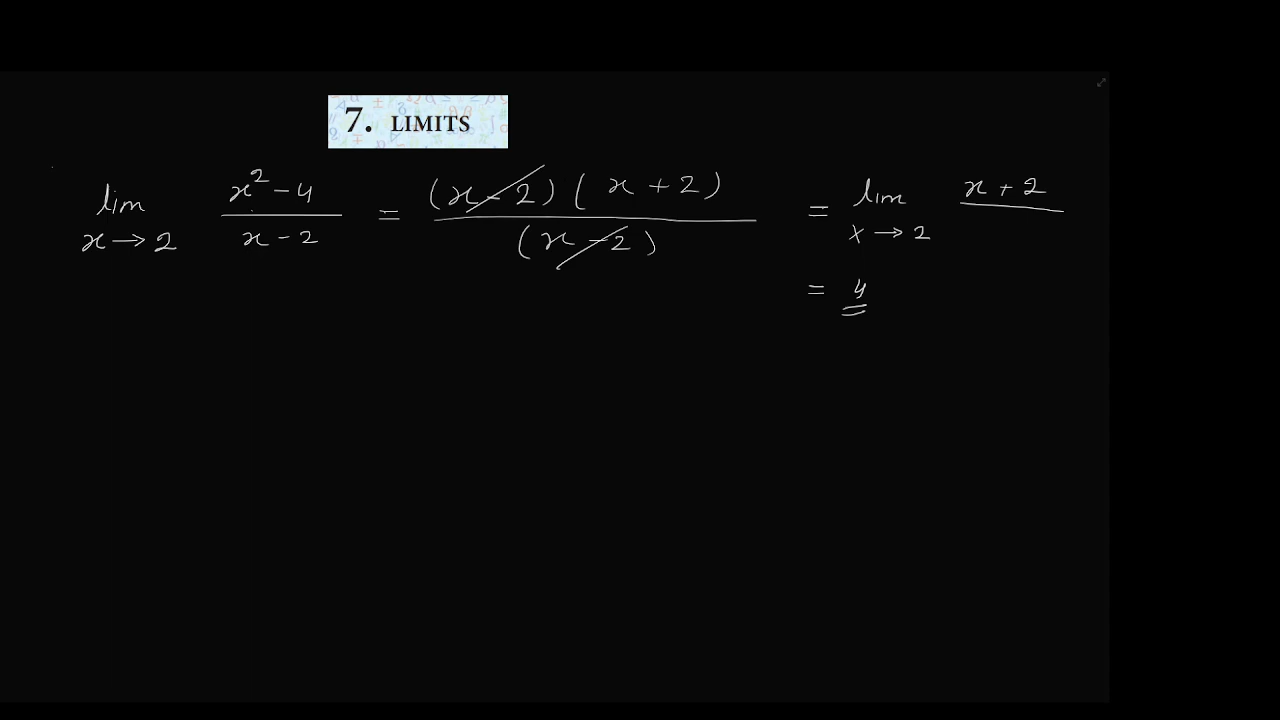 7. LIMITS
lim x→2 x²-4 / x-2 = (x-2)(x+2) / (x-2) = lim x→2 x+2
= 4